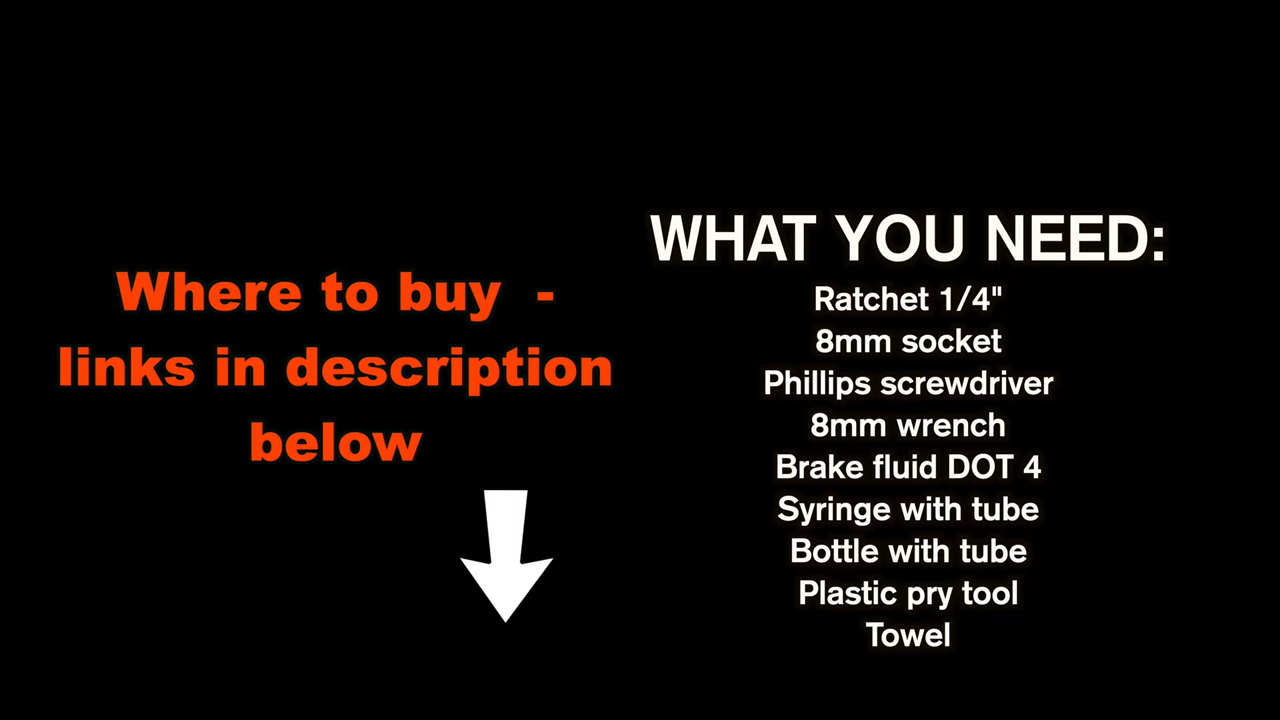 Where to buy  -
links in description
below
WHAT YOU NEED:
Ratchet 1/4"
8mm socket
Phillips screwdriver
8mm wrench
Brake fluid DOT 4
Syringe with tube
Bottle with tube
Plastic pry tool
Towel